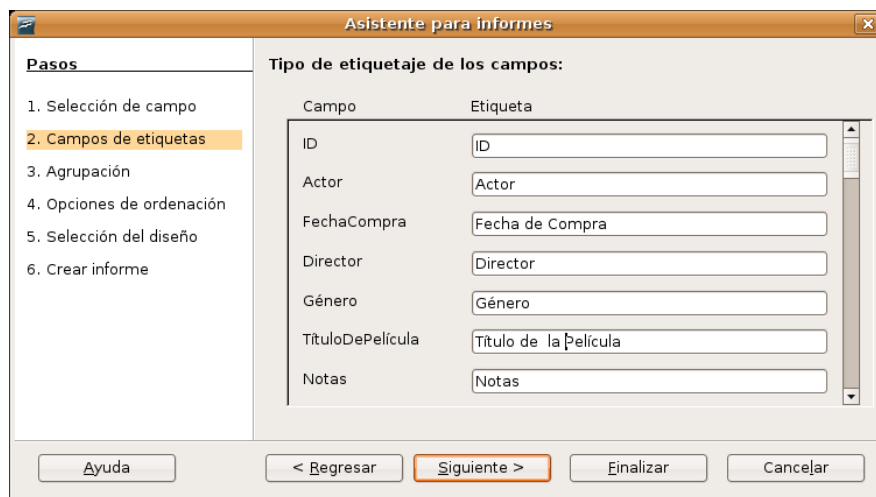 Asistente para informes
Pasos
1. Selección de campo
2. Campos de etiquetas
3. Agrupación
4. Opciones de ordenación
5. Selección del diseño
6. Crear informe
Tipo de etiquetaje de los campos:
Campo Etiqueta
ID ID
Actor Actor
FechaCompra Fecha de Compra
Director Director
Género Género
TítuloDePelícula Título de  la Película
Notas Notas
Ayuda < Regresar Siguiente > Finalizar Cancelar